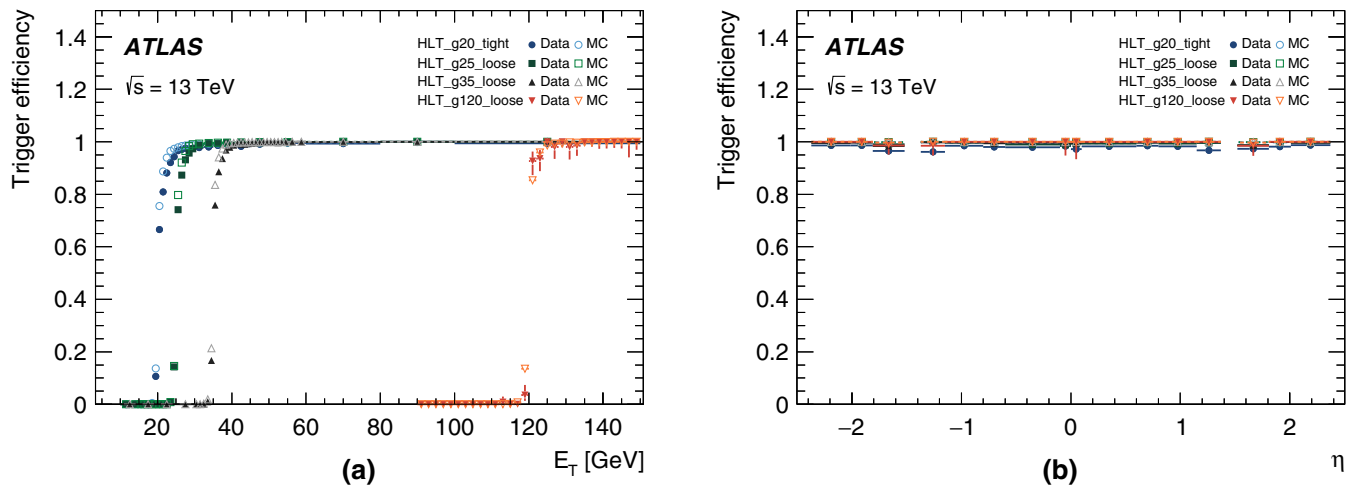 ATLAS
√s = 13 TeV
HLT_g20_tight Data MC
HLT_g25_loose Data MC
HLT_g35_loose Data MC
HLT_g120_loose Data MC
Trigger efficiency
1.4
1.2
1
0.8
0.6
0.4
0.2
0
20 40 60 80 100 120 140
E_T [GeV]
(a)
ATLAS
√s = 13 TeV
HLT_g20_tight Data MC
HLT_g25_loose Data MC
HLT_g35_loose Data MC
HLT_g120_loose Data MC
Trigger efficiency
1.4
1.2
1
0.8
0.6
0.4
0.2
0
−2 −1 0 1 2
η
(b)